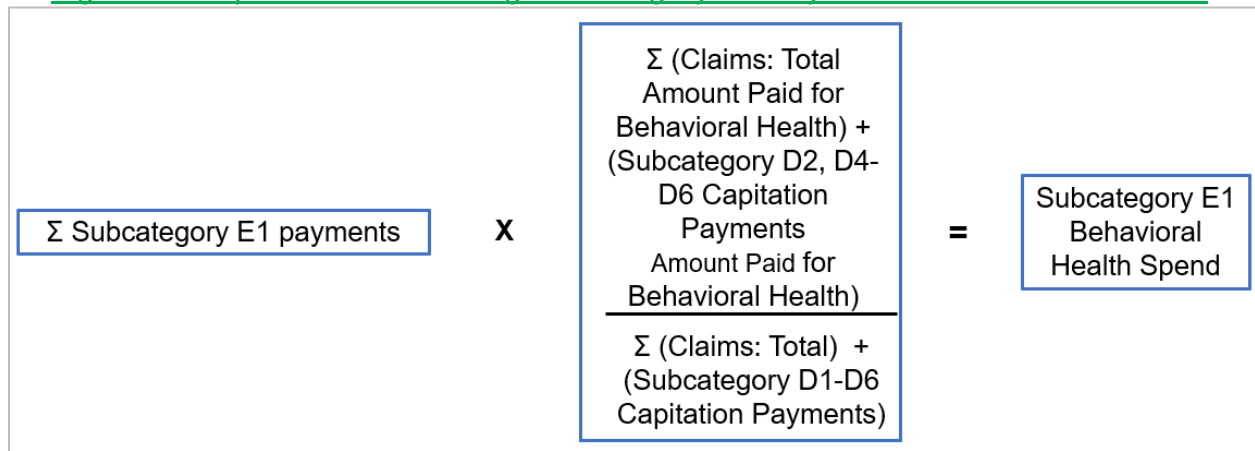 Σ Subcategory E1 payments
X
Σ (Claims: Total
Amount Paid for
Behavioral Health) +
(Subcategory D2, D4-
D6 Capitation
Payments
Amount Paid for
Behavioral Health)
Σ (Claims: Total) +
(Subcategory D1-D6
Capitation Payments)
=
Subcategory E1
Behavioral
Health Spend